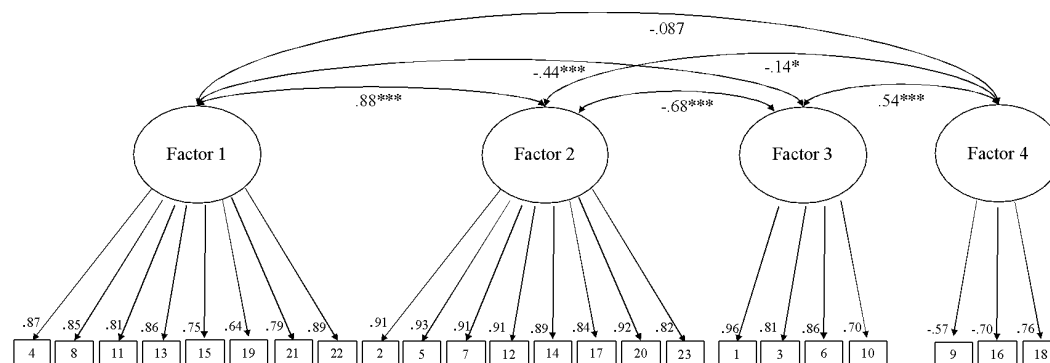 -.087
-.44***
-.14*
.88***
-.68***
.54***
Factor 1
Factor 2
Factor 3
Factor 4
.87 .85 .81 .86 .75 .64 .79 .89 .91 .93 .91 .91 .89 .84 .92 .82 .96 .81 .86 .70 -.57 -.70 .76
4 8 11 13 15 19 21 22 2 5 7 12 14 17 20 23 1 3 6 10 9 16 18